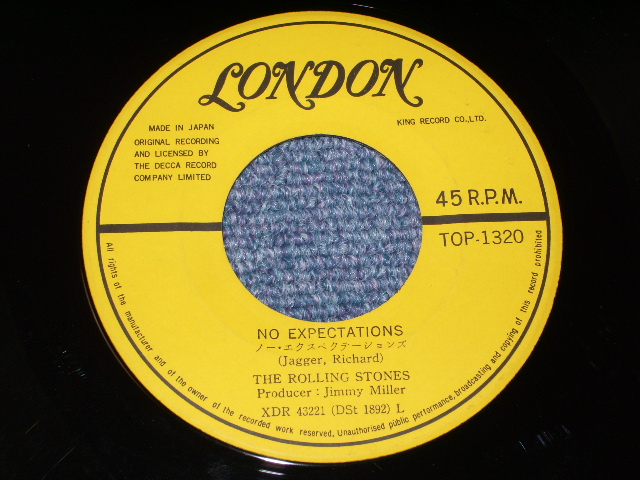 LONDON
MADE IN JAPAN
ORIGINAL RECORDING
AND LICENSED BY
THE DECCA RECORD
COMPANY LIMITED
KING RECORD CO.,LTD.
45 R.P.M.
TOP-1320
NO EXPECTATIONS
ノー・エクスペクテーションズ
(Jagger, Richard)
THE ROLLING STONES
Producer : Jimmy Miller
XDR 43221 (DSt 1892) L
All rights of the manufacturer and of the owner of the recorded work reserved. Unauthorised public performance, broadcasting and copying of this record prohibited